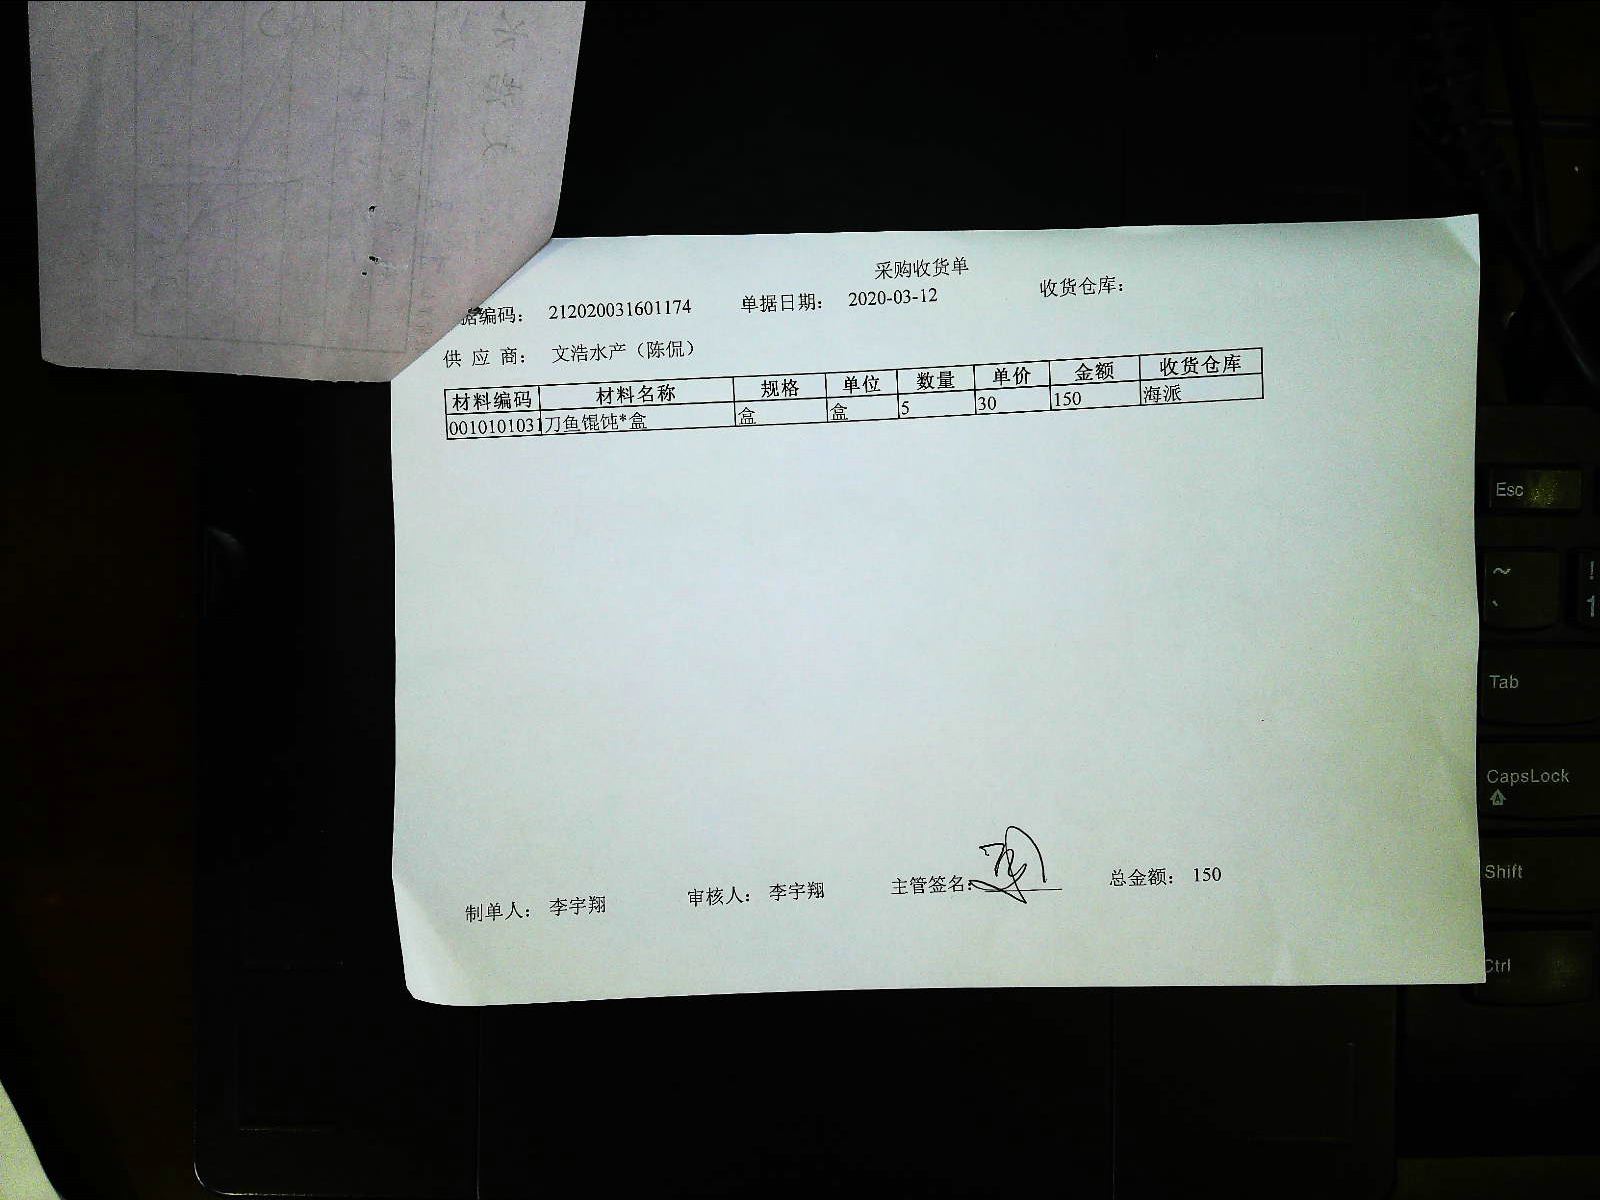 采购收货单
据编码： 212020031601174 单据日期： 2020-03-12 收货仓库：
供 应 商： 文浩水产（陈侃）
材料编码 材料名称 规格 单位 数量 单价 金额 收货仓库
0010101031 刀鱼馄饨*盒 盒 盒 5 30 150 海派
制单人： 李宇翔 审核人： 李宇翔 主管签名： 总金额： 150
Esc
~
`
!
1
Tab
CapsLock
Shift
Ctrl